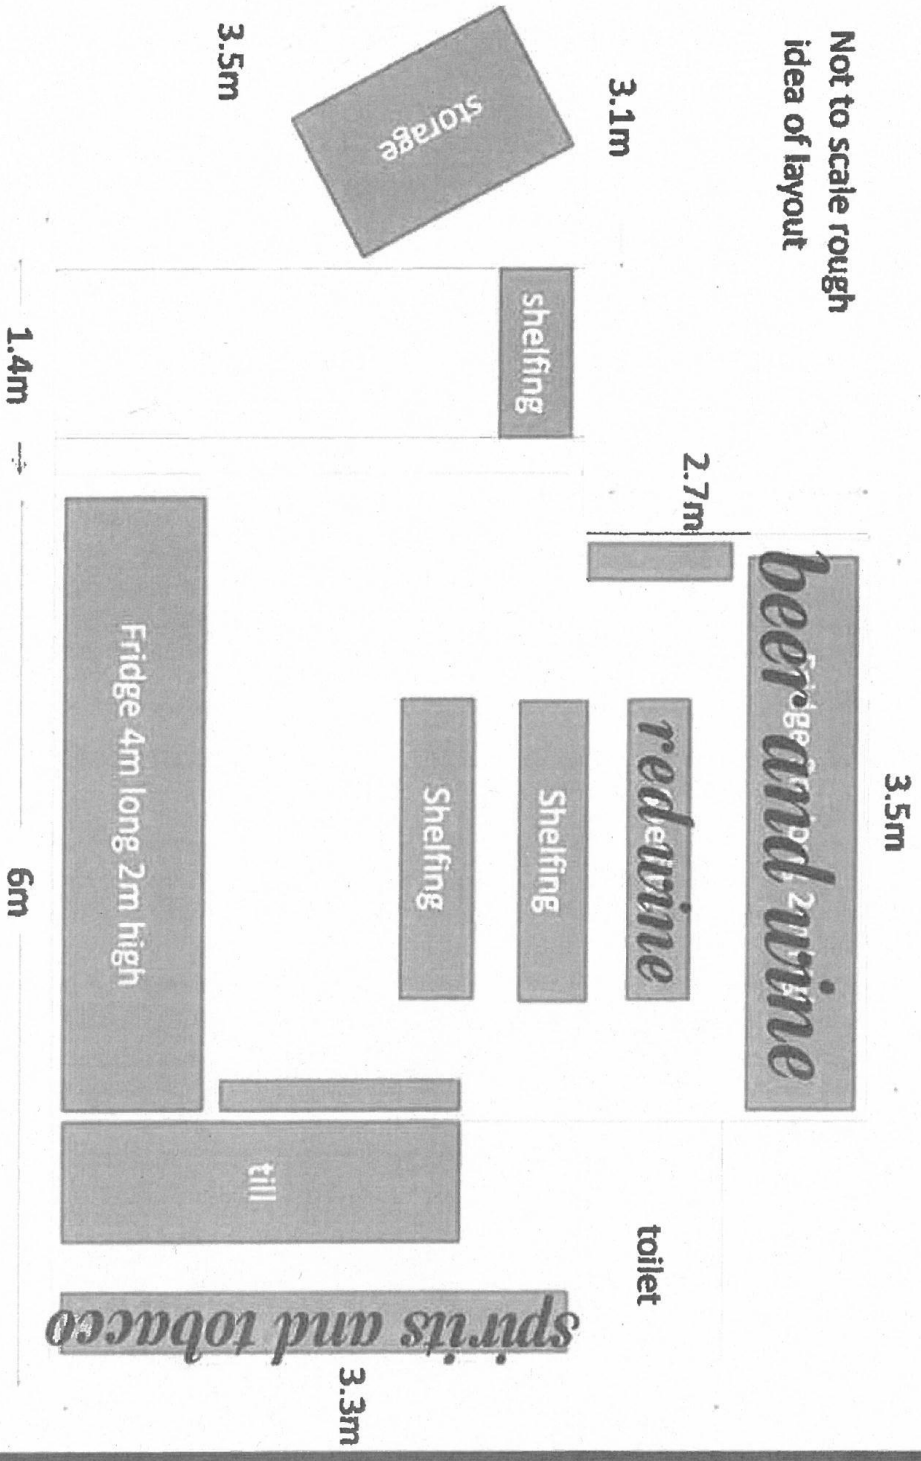 Not to scale rough
idea of layout
3.1m
storage
3.5m
shelfing
1.4m
2.7m
beer and wine
3.5m
red wine
Shelfing
Shelfing
Fridge 4m long 2m high
6m
till
toilet
spirits and tobacco
3.3m